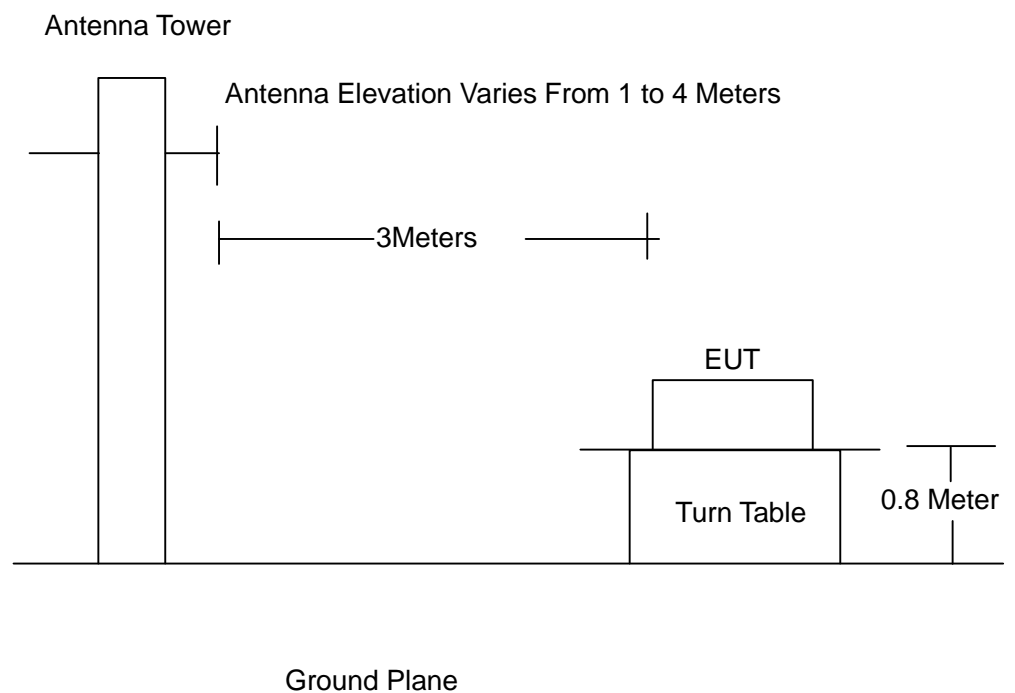 Antenna Tower
Antenna Elevation Varies From 1 to 4 Meters
3Meters
EUT
0.8 Meter
Turn Table
Ground Plane